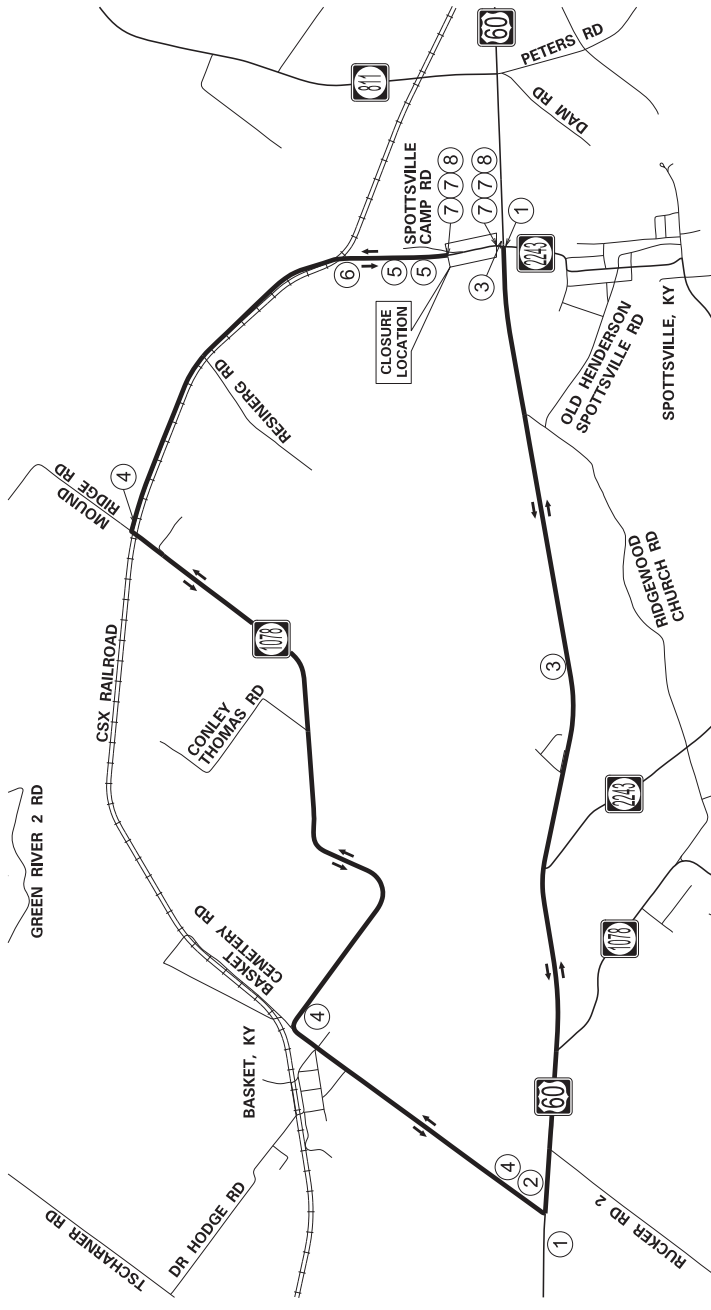 TSCHARNER RD
DR HODGE RD
BASKET, KY
BASKET
CEMETERY RD
GREEN RIVER 2 RD
CSX RAILROAD
CONLEY
THOMAS RD
MOUND
RIDGE RD
1078
RESINERG RD
CLOSURE
LOCATION
SPOTTSVILLE
CAMP RD
811
60
PETERS RD
DAM RD
2243
OLD HENDERSON
SPOTTSVILLE RD
SPOTTSVILLE, KY
RIDGEWOOD
CHURCH RD
2243
1078
60
RUCKER RD 2
1
2
4
4
4
3
3
1
6
5
5
7
7
8
7
7
8